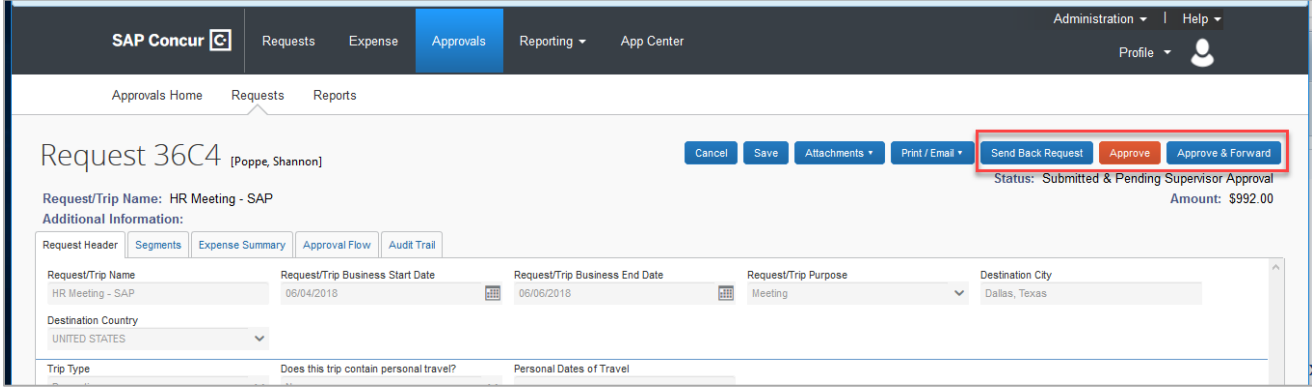 Administration | Help
SAP Concur C Requests Expense Approvals Reporting App Center
Profile
Approvals Home Requests Reports
Request 36C4 [Poppe, Shannon]
Cancel Save Attachments Print / Email Send Back Request Approve Approve & Forward
Status: Submitted & Pending Supervisor Approval
Request/Trip Name: HR Meeting - SAP Amount: $992.00
Additional Information:
Request Header Segments Expense Summary Approval Flow Audit Trail
Request/Trip Name Request/Trip Business Start Date Request/Trip Business End Date Request/Trip Purpose Destination City
HR Meeting - SAP 06/04/2018 06/06/2018 Meeting Dallas, Texas
Destination Country
UNITED STATES
Trip Type Does this trip contain personal travel? Personal Dates of Travel